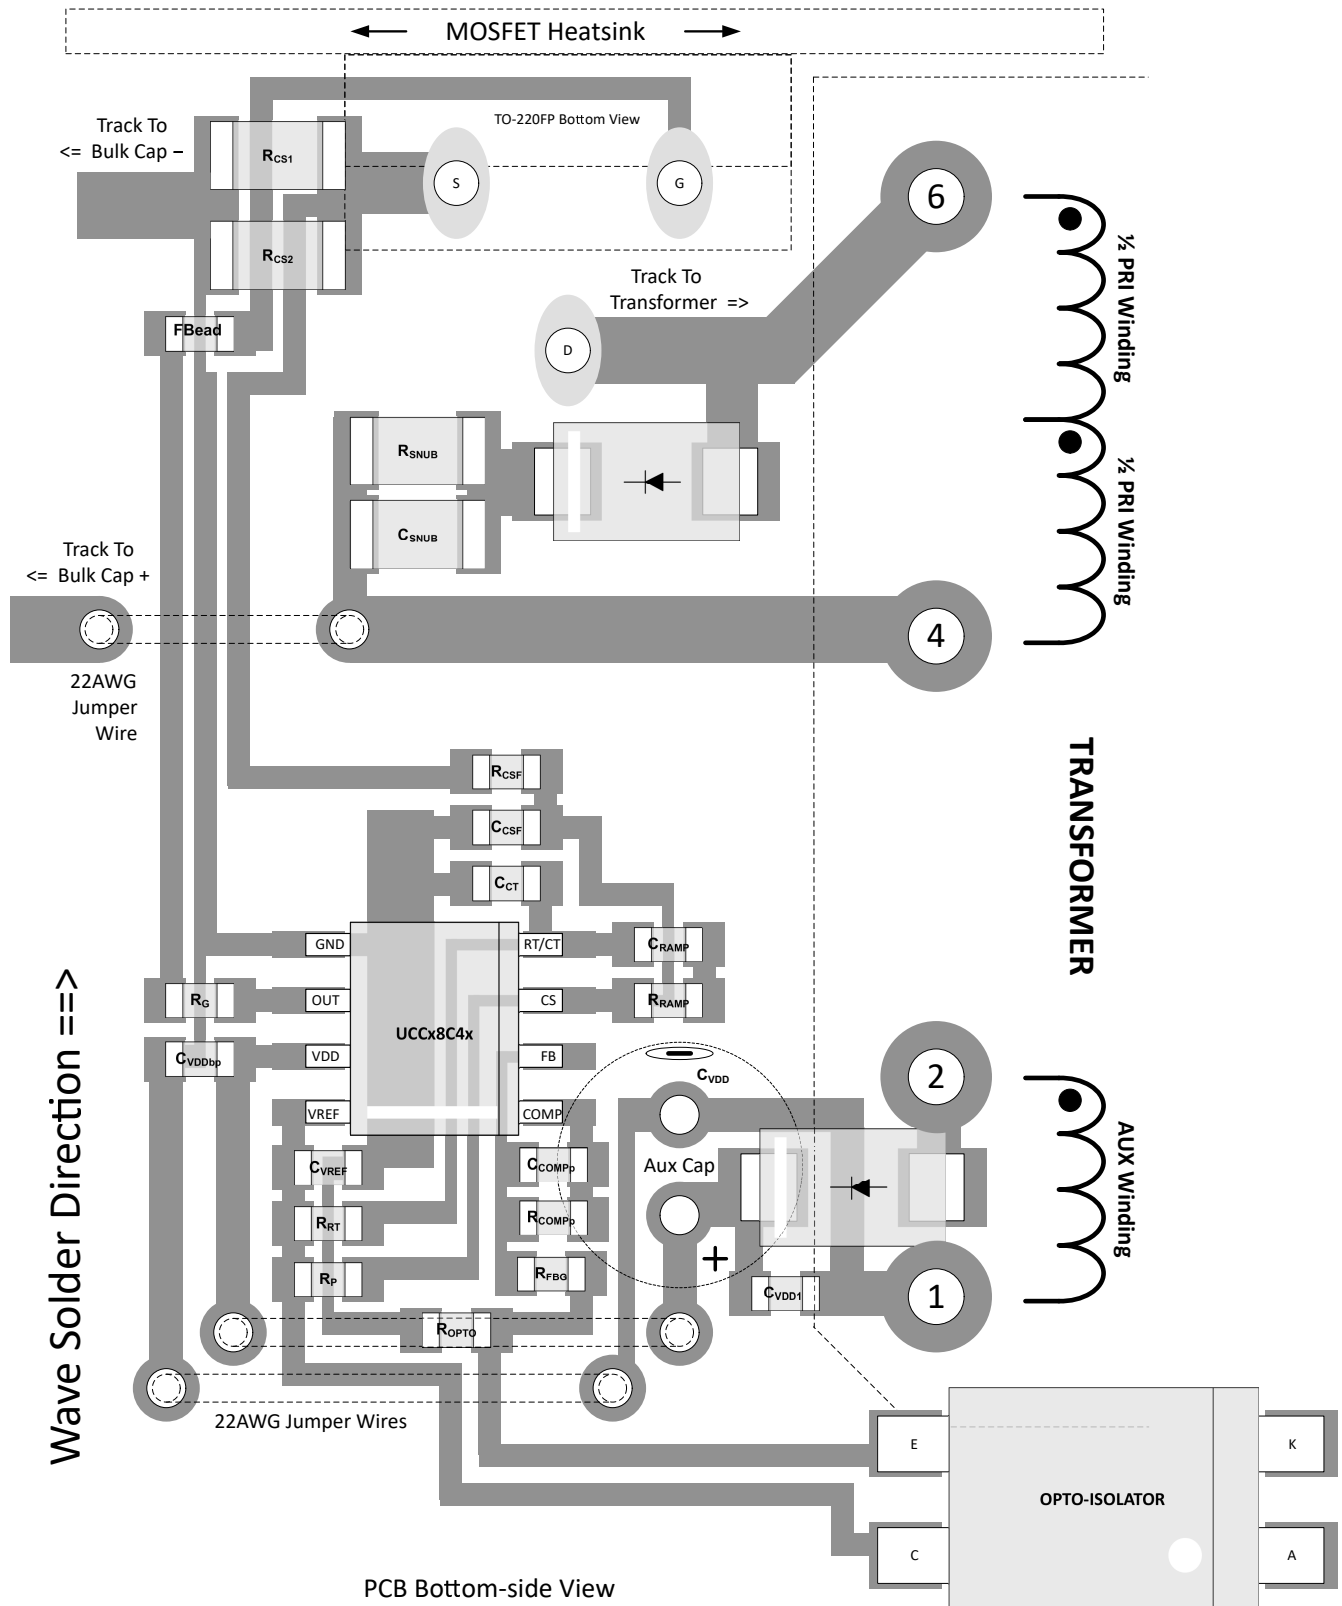 MOSFET Heatsink
Track To
<= Bulk Cap –
TO-220FP Bottom View
RCS1
S
G
6
RCS2
½ PRI Winding
Track To
Transformer =>
FBead
D
RSNUB
½ PRI Winding
CSNUB
Track To
<= Bulk Cap +
4
22AWG
Jumper
Wire
TRANSFORMER
RCSF
CCSF
CCT
GND
RT/CT
CRAMP
Wave Solder Direction ==>
RG
OUT
CS
RRAMP
UCCx8C4x
CVDDbp
VDD
FB
CVDD
2
VREF
COMP
AUX Winding
CVREF
CCOMPp
Aux Cap
RRT
RCOMPp
+
RP
RFBG
CVDD1
1
ROPTO
22AWG Jumper Wires
E
K
OPTO-ISOLATOR
C
A
PCB Bottom-side View